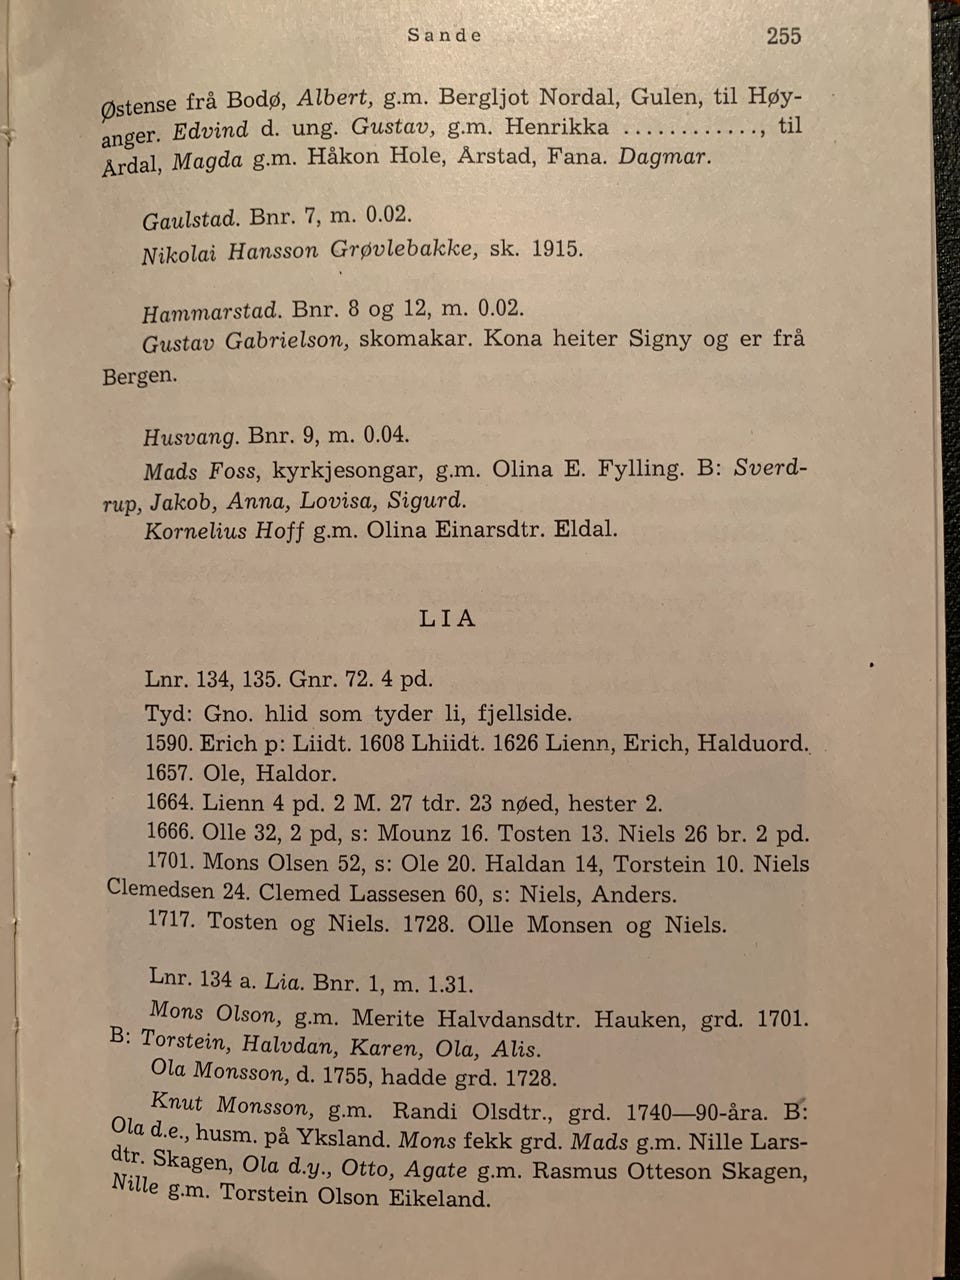 Sande 255
Østense frå Bodø, Albert, g.m. Bergljot Nordal, Gulen, til Høy-
anger. Edvind d. ung. Gustav, g.m. Henrikka ............, til
Årdal, Magda g.m. Håkon Hole, Årstad, Fana. Dagmar.
Gaulstad. Bnr. 7, m. 0.02.
Nikolai Hansson Grøvlebakke, sk. 1915.
Hammarstad. Bnr. 8 og 12, m. 0.02.
Gustav Gabrielson, skomakar. Kona heiter Signy og er frå
Bergen.
Husvang. Bnr. 9, m. 0.04.
Mads Foss, kyrkjesongar, g.m. Olina E. Fylling. B: Sverd-
rup, Jakob, Anna, Lovisa, Sigurd.
Kornelius Hoff g.m. Olina Einarsdtr. Eldal.
LIA
Lnr. 134, 135. Gnr. 72. 4 pd.
Tyd: Gno. hlid som tyder li, fjellside.
1590. Erich p: Liidt. 1608 Lhiidt. 1626 Lienn, Erich, Halduord.
1657. Ole, Haldor.
1664. Lienn 4 pd. 2 M. 27 tdr. 23 nøed, hester 2.
1666. Olle 32, 2 pd, s: Mounz 16. Tosten 13. Niels 26 br. 2 pd.
1701. Mons Olsen 52, s: Ole 20. Haldan 14, Torstein 10. Niels
Clemedsen 24. Clemed Lassesen 60, s: Niels, Anders.
1717. Tosten og Niels. 1728. Olle Monsen og Niels.
Lnr. 134 a. Lia. Bnr. 1, m. 1.31.
Mons Olson, g.m. Merite Halvdansdtr. Hauken, grd. 1701.
B: Torstein, Halvdan, Karen, Ola, Alis.
Ola Monsson, d. 1755, hadde grd. 1728.
Knut Monsson, g.m. Randi Olsdtr., grd. 1740—90-åra. B:
Ola d.e., husm. på Yksland. Mons fekk grd. Mads g.m. Nille Lars-
dtr. Skagen, Ola d.y., Otto, Agate g.m. Rasmus Otteson Skagen,
Nille g.m. Torstein Olson Eikeland.